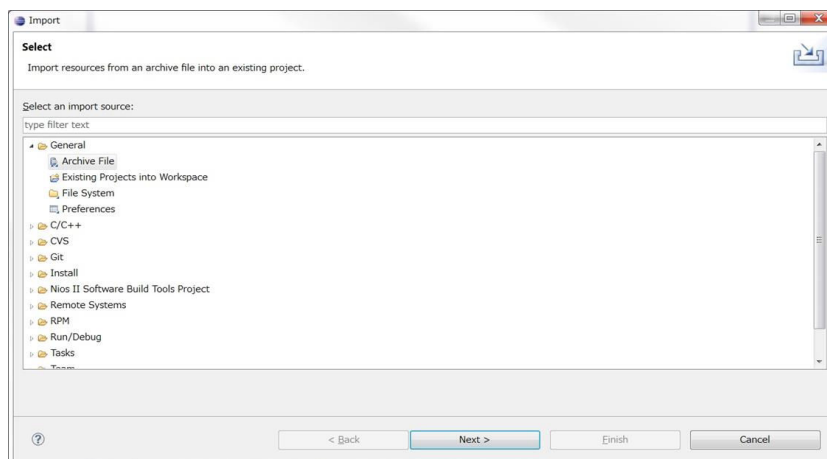 Import
Select
Import resources from an archive file into an existing project.
Select an import source:
type filter text
General
Archive File
Existing Projects into Workspace
File System
Preferences
C/C++
CVS
Git
Install
Nios II Software Build Tools Project
Remote Systems
RPM
Run/Debug
Tasks
Team
?
< Back
Next >
Finish
Cancel